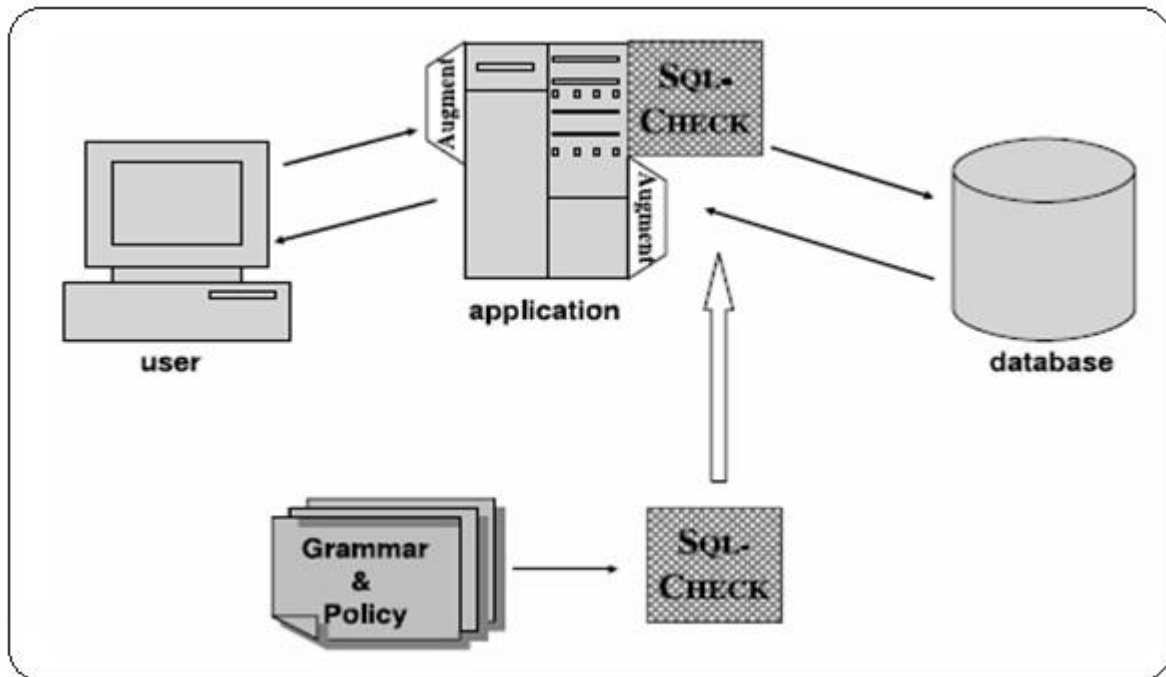 Augment
SQL-
CHECK
Augment
application
user
database
Grammar
&
Policy
SQL-
CHECK